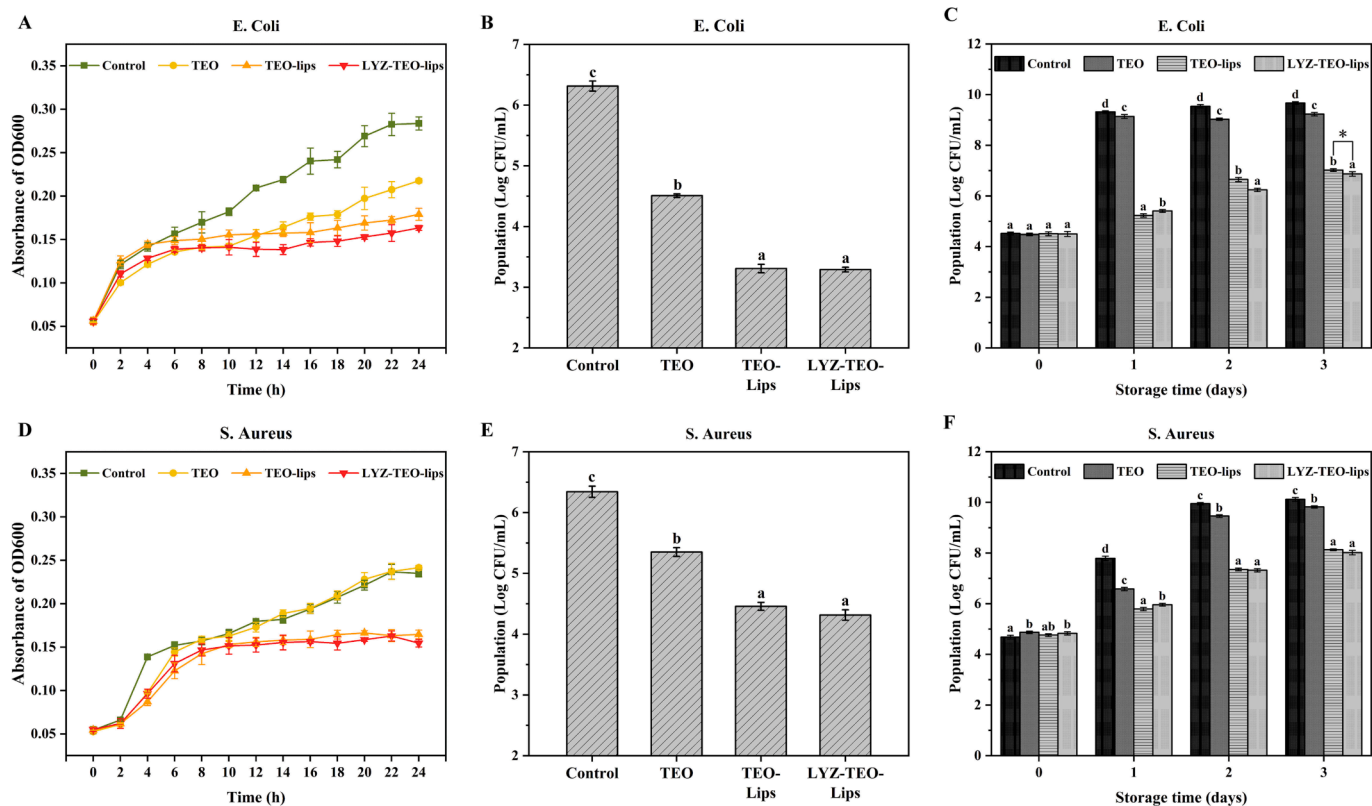 A
E. Coli
Control
TEO
TEO-lips
LYZ-TEO-lips
Absorbance of OD600
0.35
0.30
0.25
0.20
0.15
0.10
0.05
0 2 4 6 8 10 12 14 16 18 20 22 24
Time (h)
B
E. Coli
Population (Log CFU/mL)
7
6
5
4
3
2
c
b
a
a
Control
TEO
TEO-
Lips
LYZ-TEO-
Lips
C
E. Coli
Control
TEO
TEO-lips
LYZ-TEO-lips
Population (Log CFU/mL)
12
10
8
6
4
2
0
a a a a
d c a b
d c b a
d c b a
*
0 1 2 3
Storage time (days)
D
S. Aureus
Control
TEO
TEO-lips
LYZ-TEO-lips
Absorbance of OD600
0.35
0.30
0.25
0.20
0.15
0.10
0.05
0 2 4 6 8 10 12 14 16 18 20 22 24
Time (h)
E
S. Aureus
Population (Log CFU/mL)
7
6
5
4
3
2
c
b
a
a
Control
TEO
TEO-
Lips
LYZ-TEO-
Lips
F
S. Aureus
Control
TEO
TEO-lips
LYZ-TEO-lips
Population (Log CFU/mL)
12
10
8
6
4
2
0
a b ab b
d c a b
c b a a
c b a a
0 1 2 3
Storage time (days)